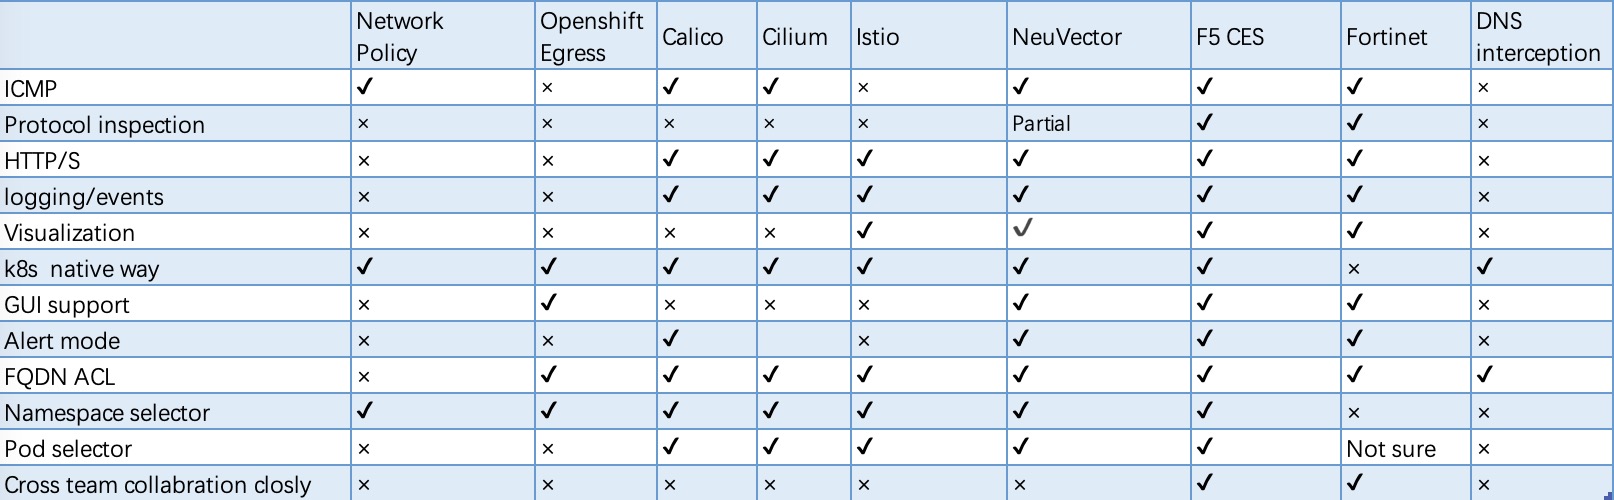 Network Policy Openshift Egress Calico Cilium Istio NeuVector F5 CES Fortinet DNS interception
ICMP ✓ × ✓ ✓ × ✓ ✓ ✓ ×
Protocol inspection × × × × × Partial ✓ ✓ ×
HTTP/S × × ✓ ✓ ✓ ✓ ✓ ✓ ×
logging/events × × ✓ ✓ ✓ ✓ ✓ ✓ ×
Visualization × × × × ✓ ✓ ✓ ✓ ×
k8s native way ✓ ✓ ✓ ✓ ✓ ✓ ✓ × ✓
GUI support × ✓ × × × ✓ ✓ ✓ ×
Alert mode × × ✓ × ✓ ✓ ✓ ×
FQDN ACL × ✓ ✓ ✓ ✓ ✓ ✓ ✓ ✓
Namespace selector ✓ ✓ ✓ ✓ ✓ ✓ ✓ × ×
Pod selector × × ✓ ✓ ✓ ✓ ✓ Not sure ×
Cross team collabration closly × × × × × × ✓ ✓ ×